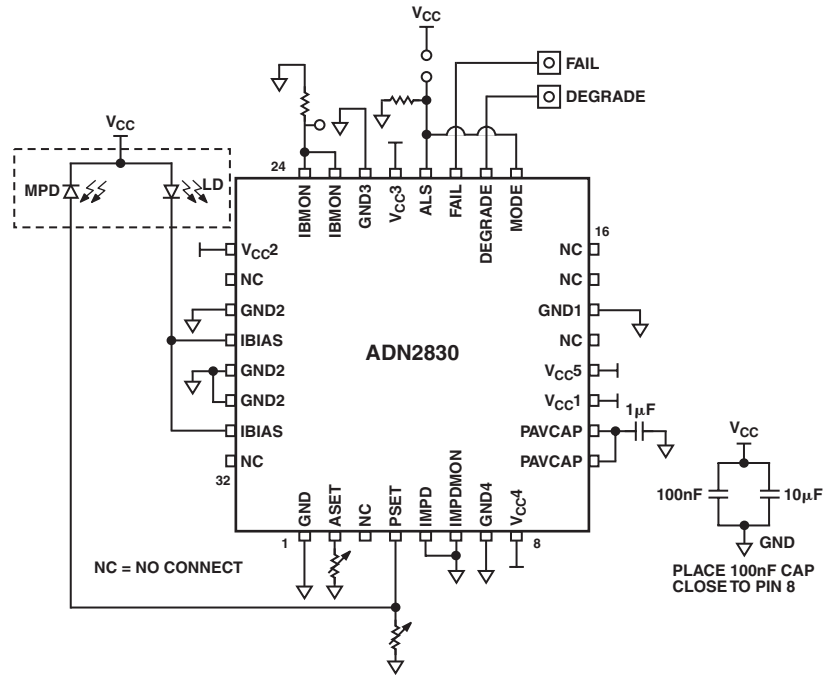 VCC
FAIL
DEGRADE
VCC
MPD
LD
24
IBMON
IBMON
GND3
VCC3
ALS
FAIL
DEGRADE
MODE
16
VCC2
NC
GND2
IBIAS
GND2
GND2
IBIAS
NC
32
ADN2830
NC
NC
GND1
NC
VCC5
VCC1
PAVCAP
PAVCAP
1µF
1
GND
ASET
NC
PSET
IMPD
IMPDMON
GND4
VCC4
8
NC = NO CONNECT
VCC
100nF
10µF
GND
PLACE 100nF CAP
CLOSE TO PIN 8